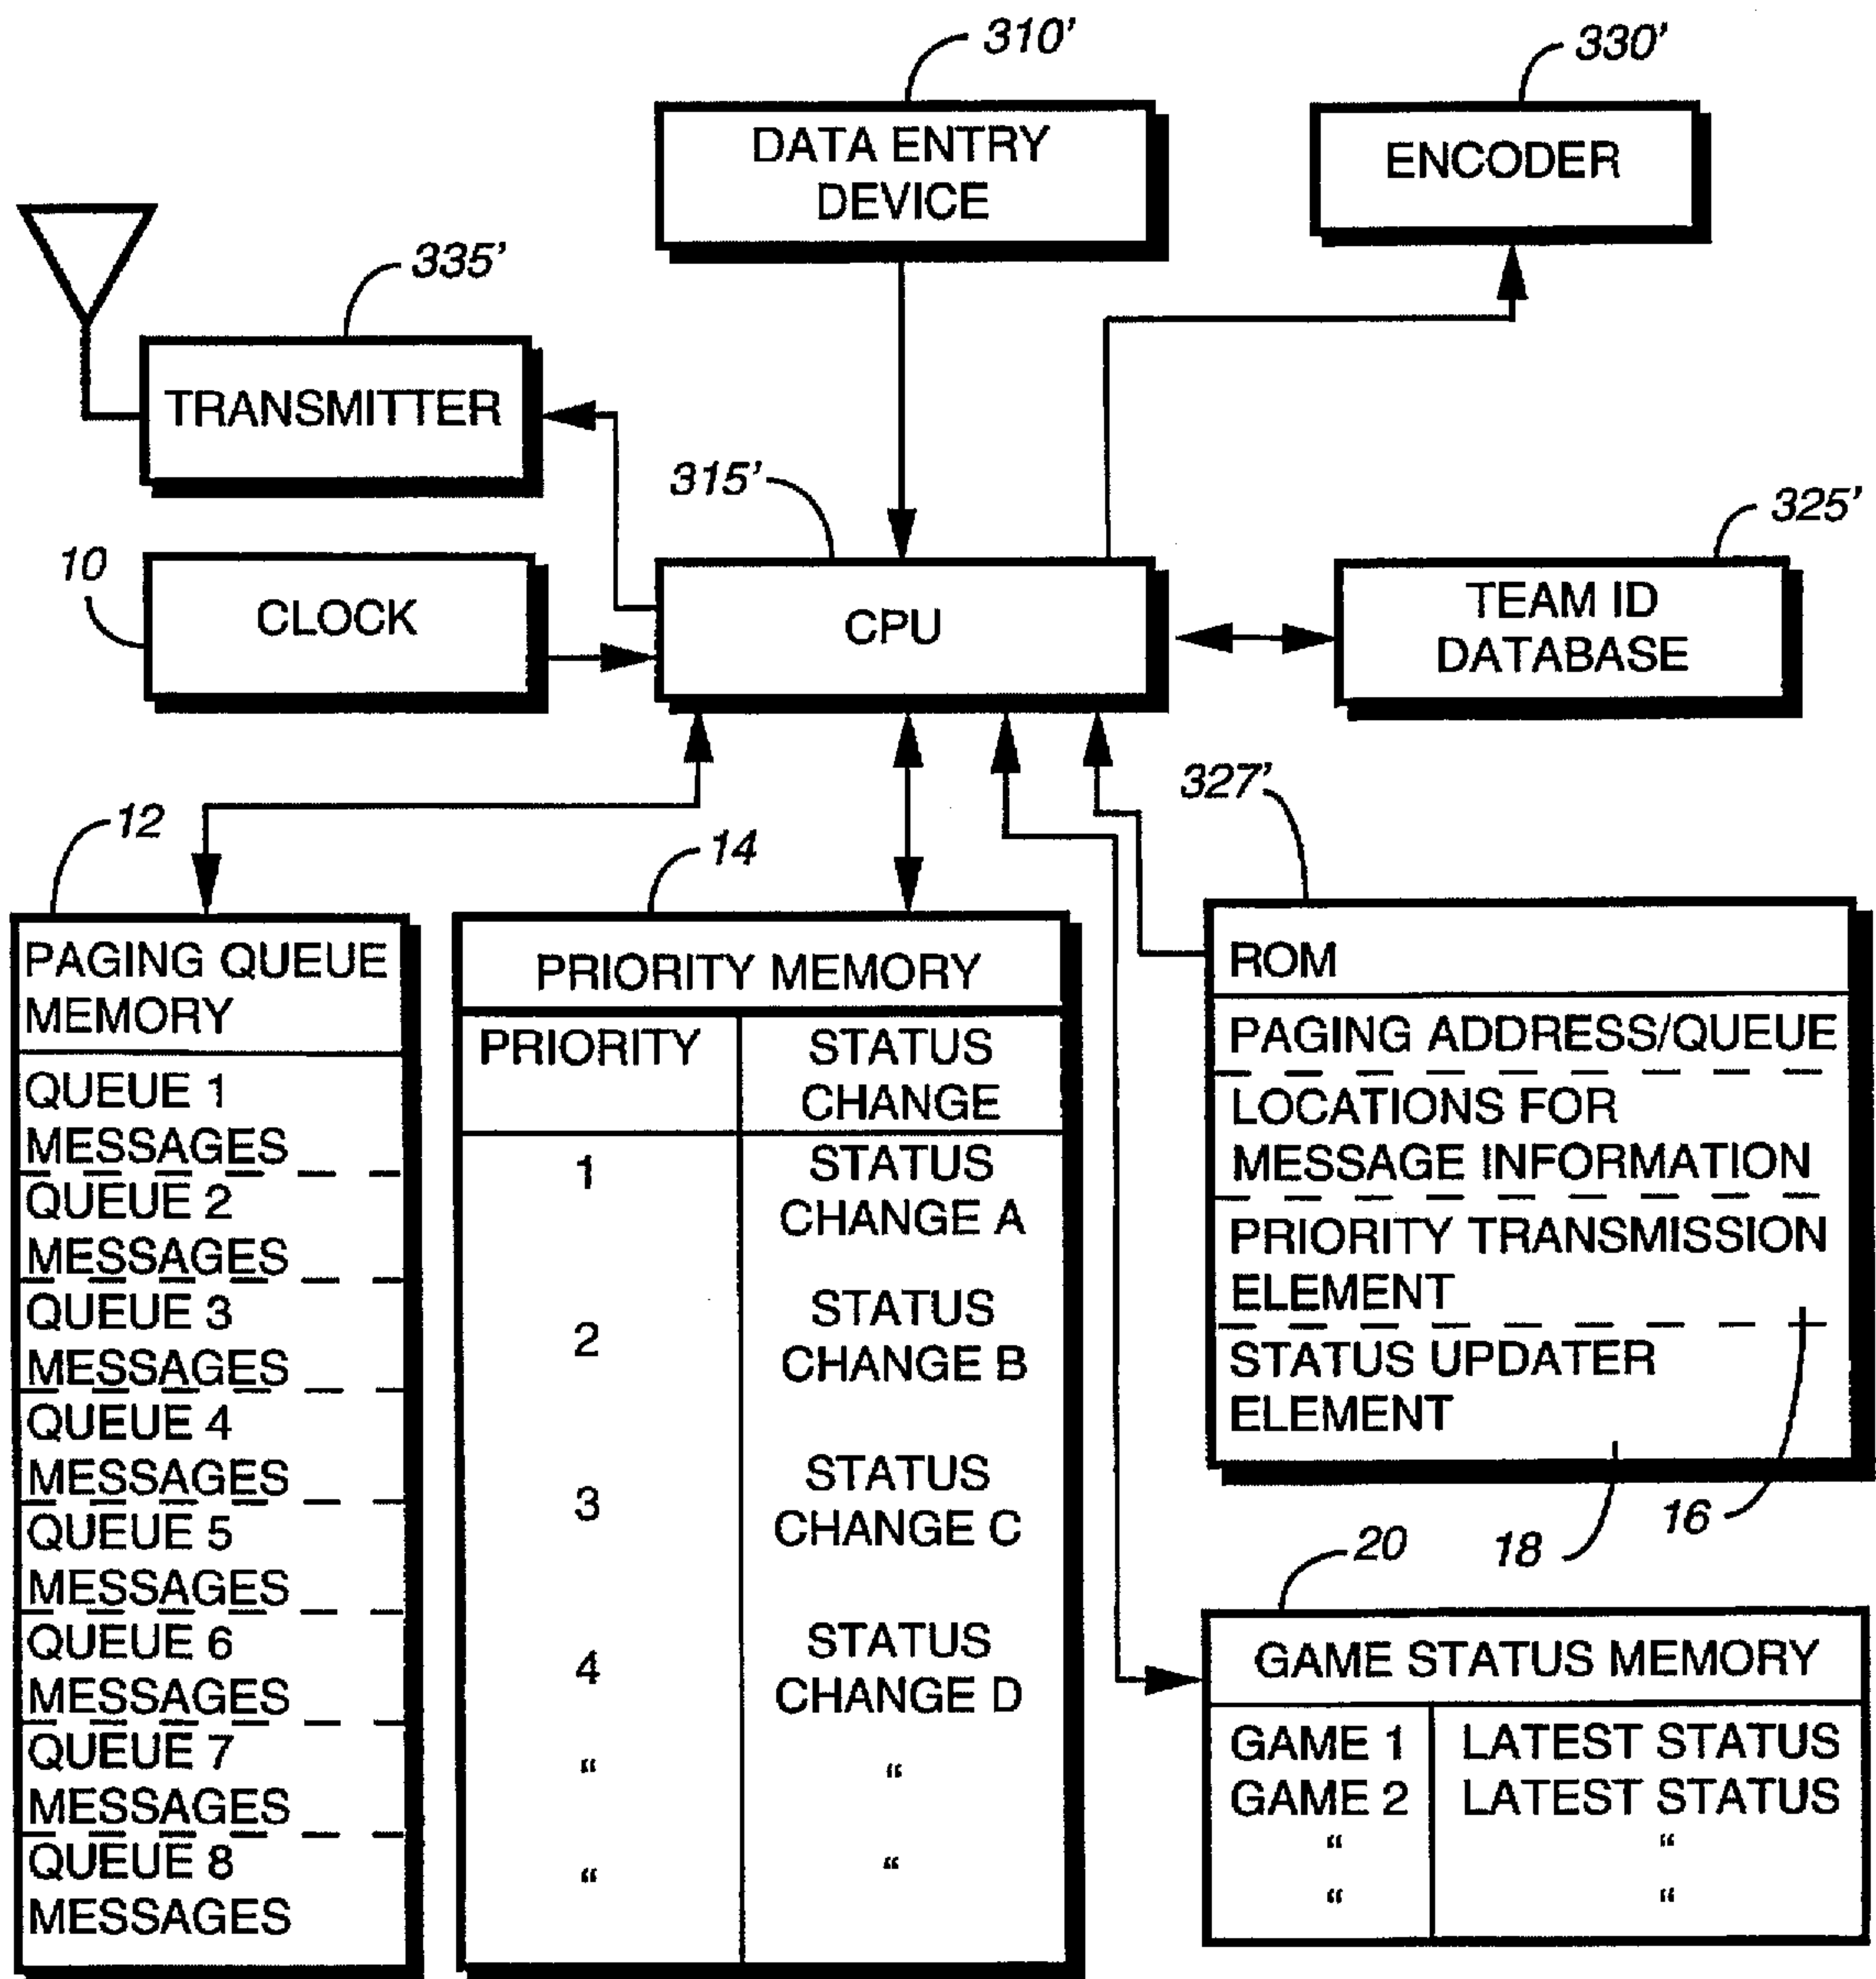 310'
330'
DATA ENTRY
DEVICE
ENCODER
335'
TRANSMITTER
315'
325'
10
CLOCK
CPU
TEAM ID
DATABASE
327'
12
14
PAGING QUEUE
MEMORY
QUEUE 1
MESSAGES
QUEUE 2
MESSAGES
QUEUE 3
MESSAGES
QUEUE 4
MESSAGES
QUEUE 5
MESSAGES
QUEUE 6
MESSAGES
QUEUE 7
MESSAGES
QUEUE 8
MESSAGES
PRIORITY MEMORY
PRIORITY
STATUS
CHANGE
1
STATUS
CHANGE A
2
STATUS
CHANGE B
3
STATUS
CHANGE C
4
STATUS
CHANGE D
“ “
“ “
ROM
PAGING ADDRESS/QUEUE
LOCATIONS FOR
MESSAGE INFORMATION
PRIORITY TRANSMISSION
ELEMENT
STATUS UPDATER
ELEMENT
16
18
20
GAME STATUS MEMORY
GAME 1 LATEST STATUS
GAME 2 LATEST STATUS
“ “
“ “